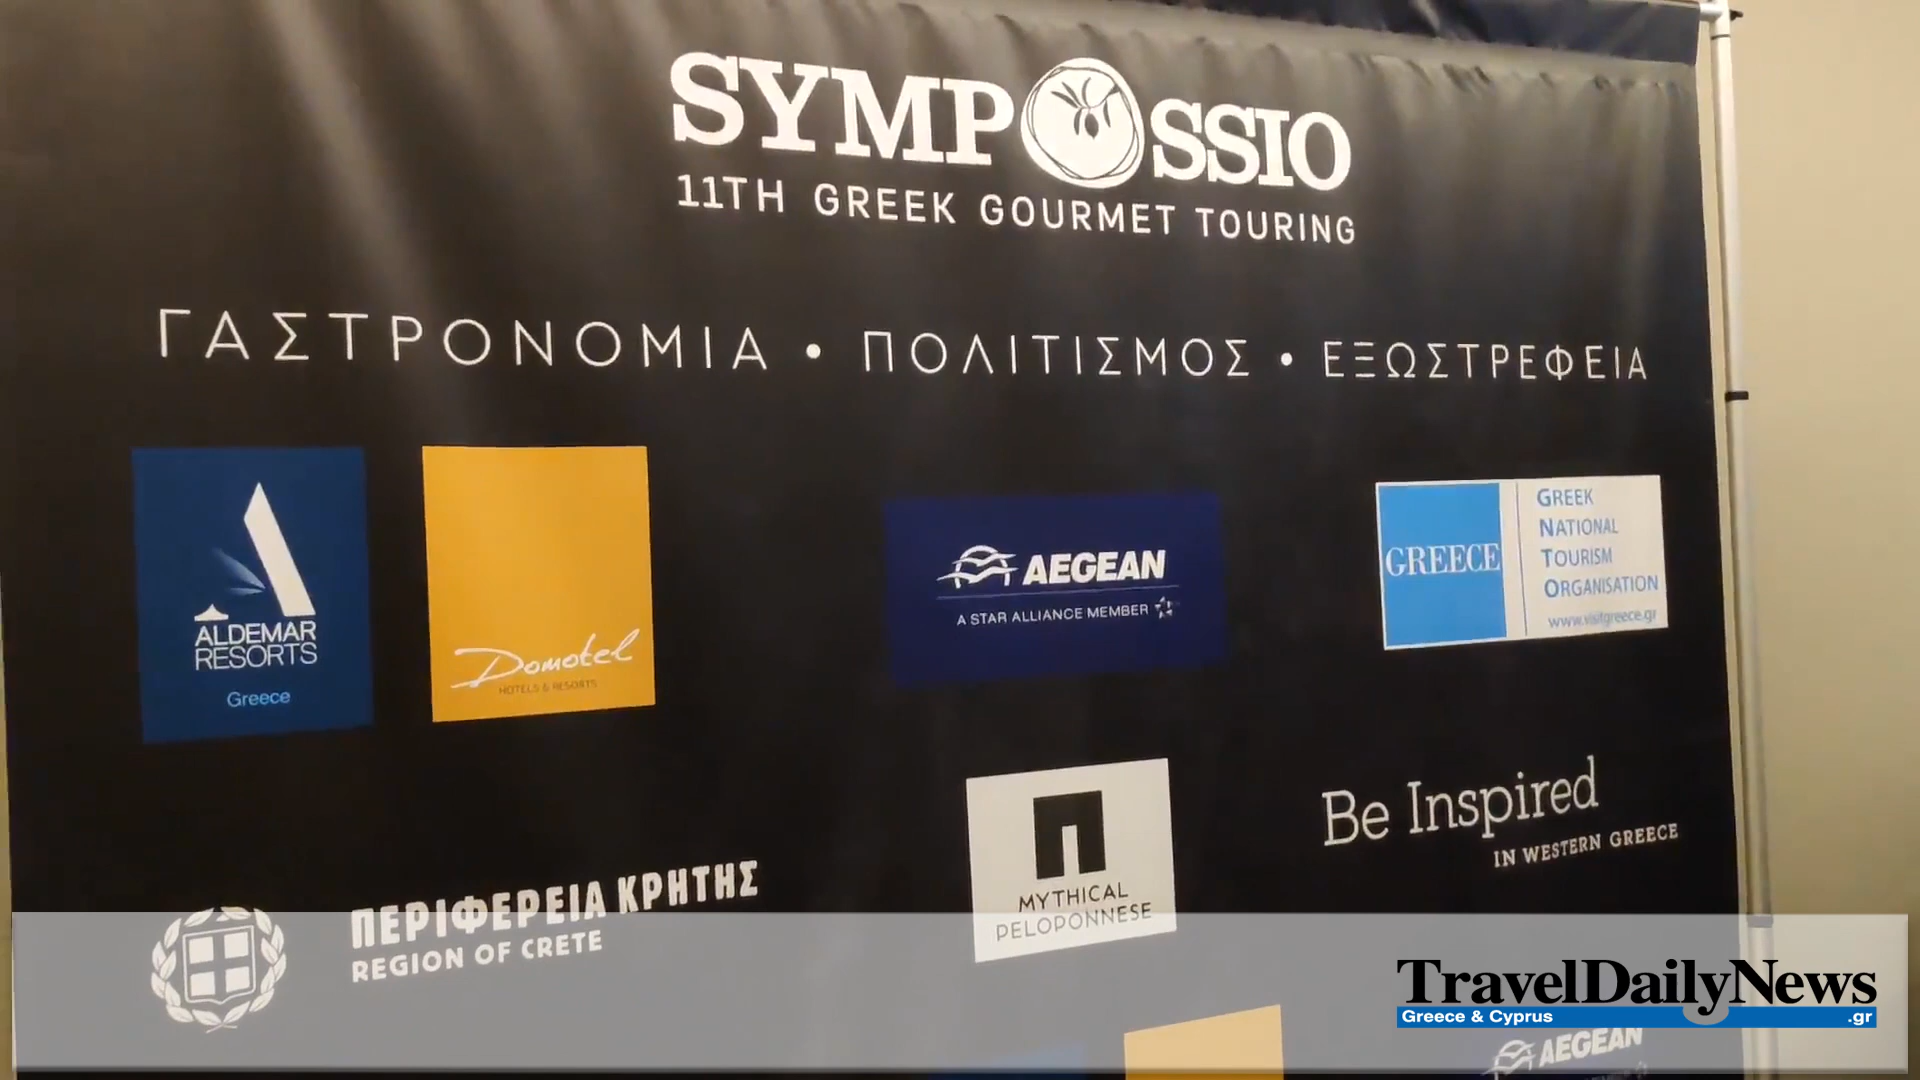 SYMPOSSIO
11TH GREEK GOURMET TOURING
ΓΑΣΤΡΟΝΟΜΙΑ • ΠΟΛΙΤΙΣΜΟΣ • ΕΞΩΣΤΡΕΦΕΙΑ
ALDEMAR
RESORTS
Greece
Domotel
HOTELS & RESORTS
AEGEAN
A STAR ALLIANCE MEMBER
GREECE
GREEK
NATIONAL
TOURISM
ORGANISATION
www.visitgreece.gr
ΠΕΡΙΦΕΡΕΙΑ ΚΡΗΤΗΣ
REGION OF CRETE
MYTHICAL
PELOPONNESE
Be Inspired
IN WESTERN GREECE
TravelDailyNews
Greece & Cyprus .gr
AEGEAN